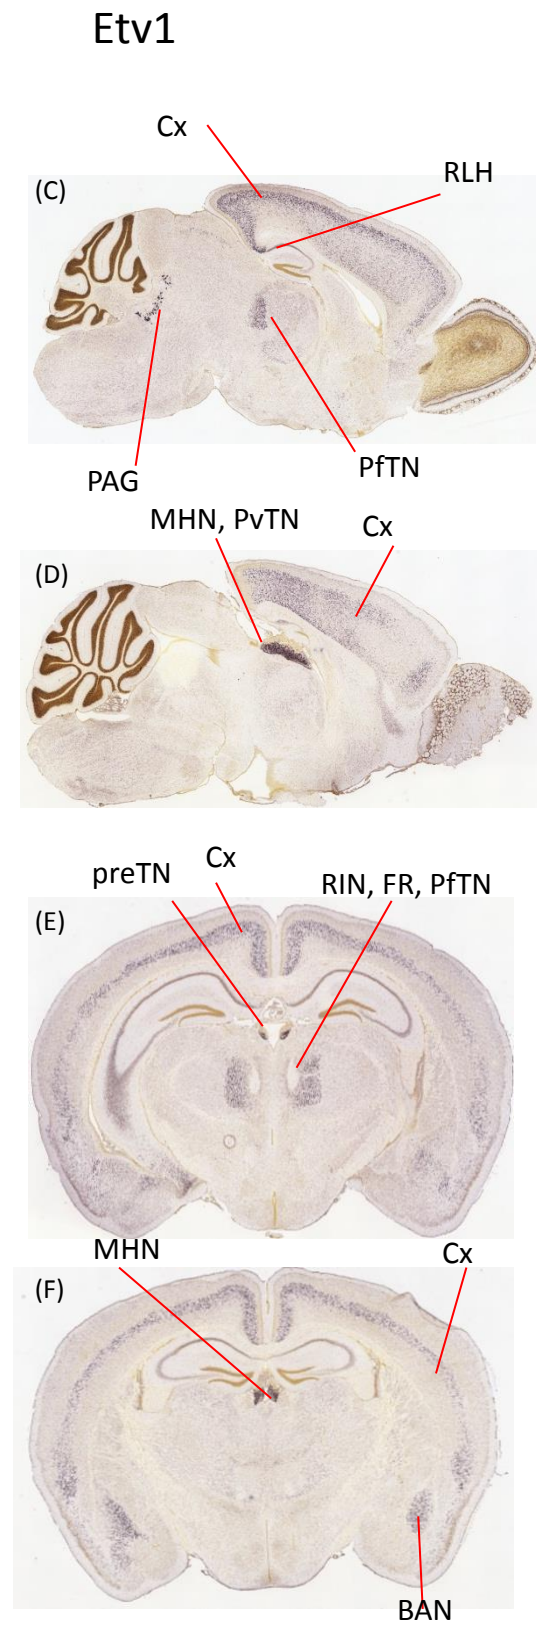 Etv1
Cx
RLH
(C)
PAG
PfTN
MHN, PvTN
Cx
(D)
preTN
Cx
RIN, FR, PfTN
(E)
MHN
Cx
(F)
BAN